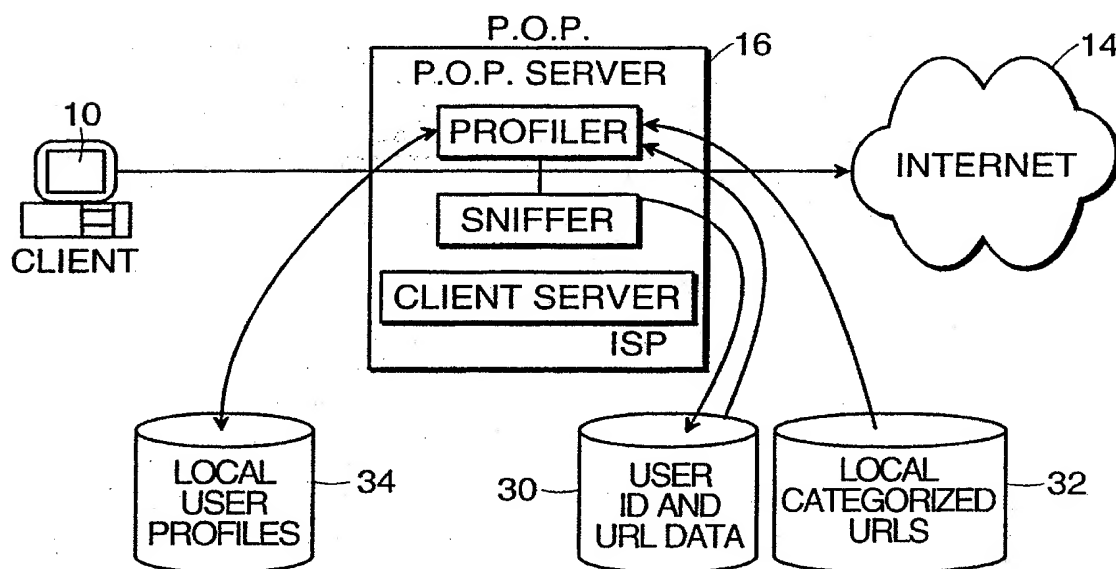 P.O.P.
16
P.O.P. SERVER
14
10
PROFILER
INTERNET
SNIFFER
CLIENT
CLIENT SERVER
ISP
LOCAL
USER
PROFILES
34
30
USER
ID AND
URL DATA
LOCAL
CATEGORIZED
URLS
32